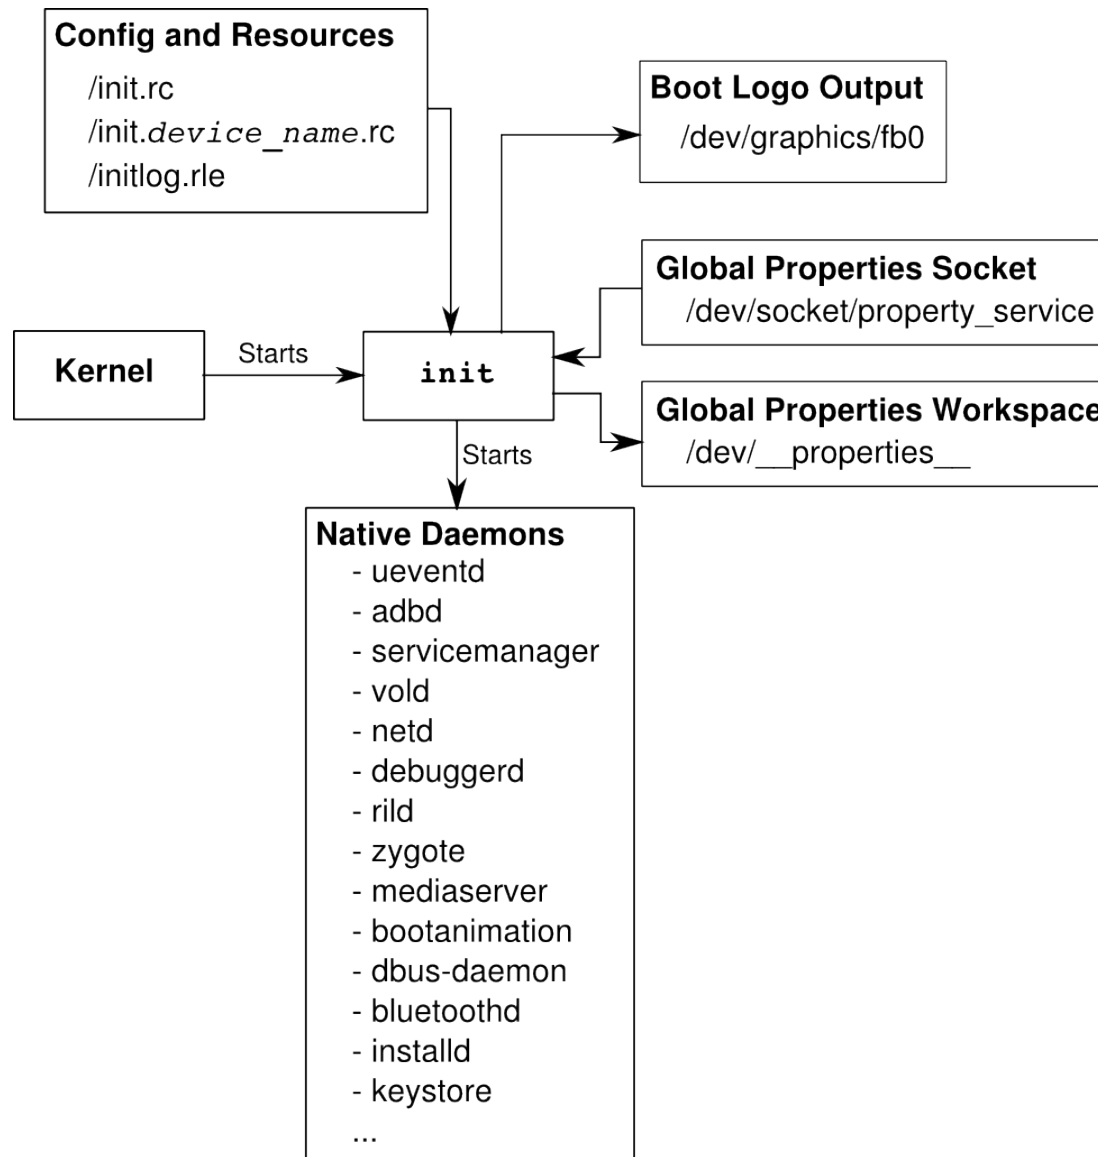 Config and Resources
/init.rc
/init.device_name.rc
/initlog.rle
Boot Logo Output
/dev/graphics/fb0
Global Properties Socket
/dev/socket/property_service
Kernel
Starts
init
Global Properties Workspace
/dev/__properties__
Starts
Native Daemons
- ueventd
- adbd
- servicemanager
- vold
- netd
- debuggerd
- rild
- zygote
- mediaserver
- bootanimation
- dbus-daemon
- bluetoothd
- installd
- keystore
...